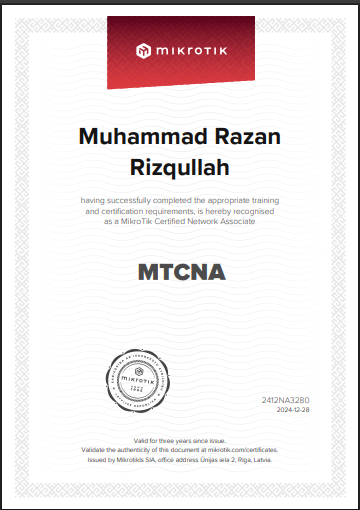 MikroTik
Muhammad Razan
Rizqullah
having successfully completed the appropriate training
and certification requirements, is hereby recognised
as a MikroTik Certified Network Associate
MTCNA
MIKROTIK
2412NA3280
2024-12-28
Valid for three years since issue.
Validate the authenticity of this document at mikrotik.com/certificates.
Issued by Mikrotikls SIA, office address Ūnijas iela 2, Riga, Latvia.